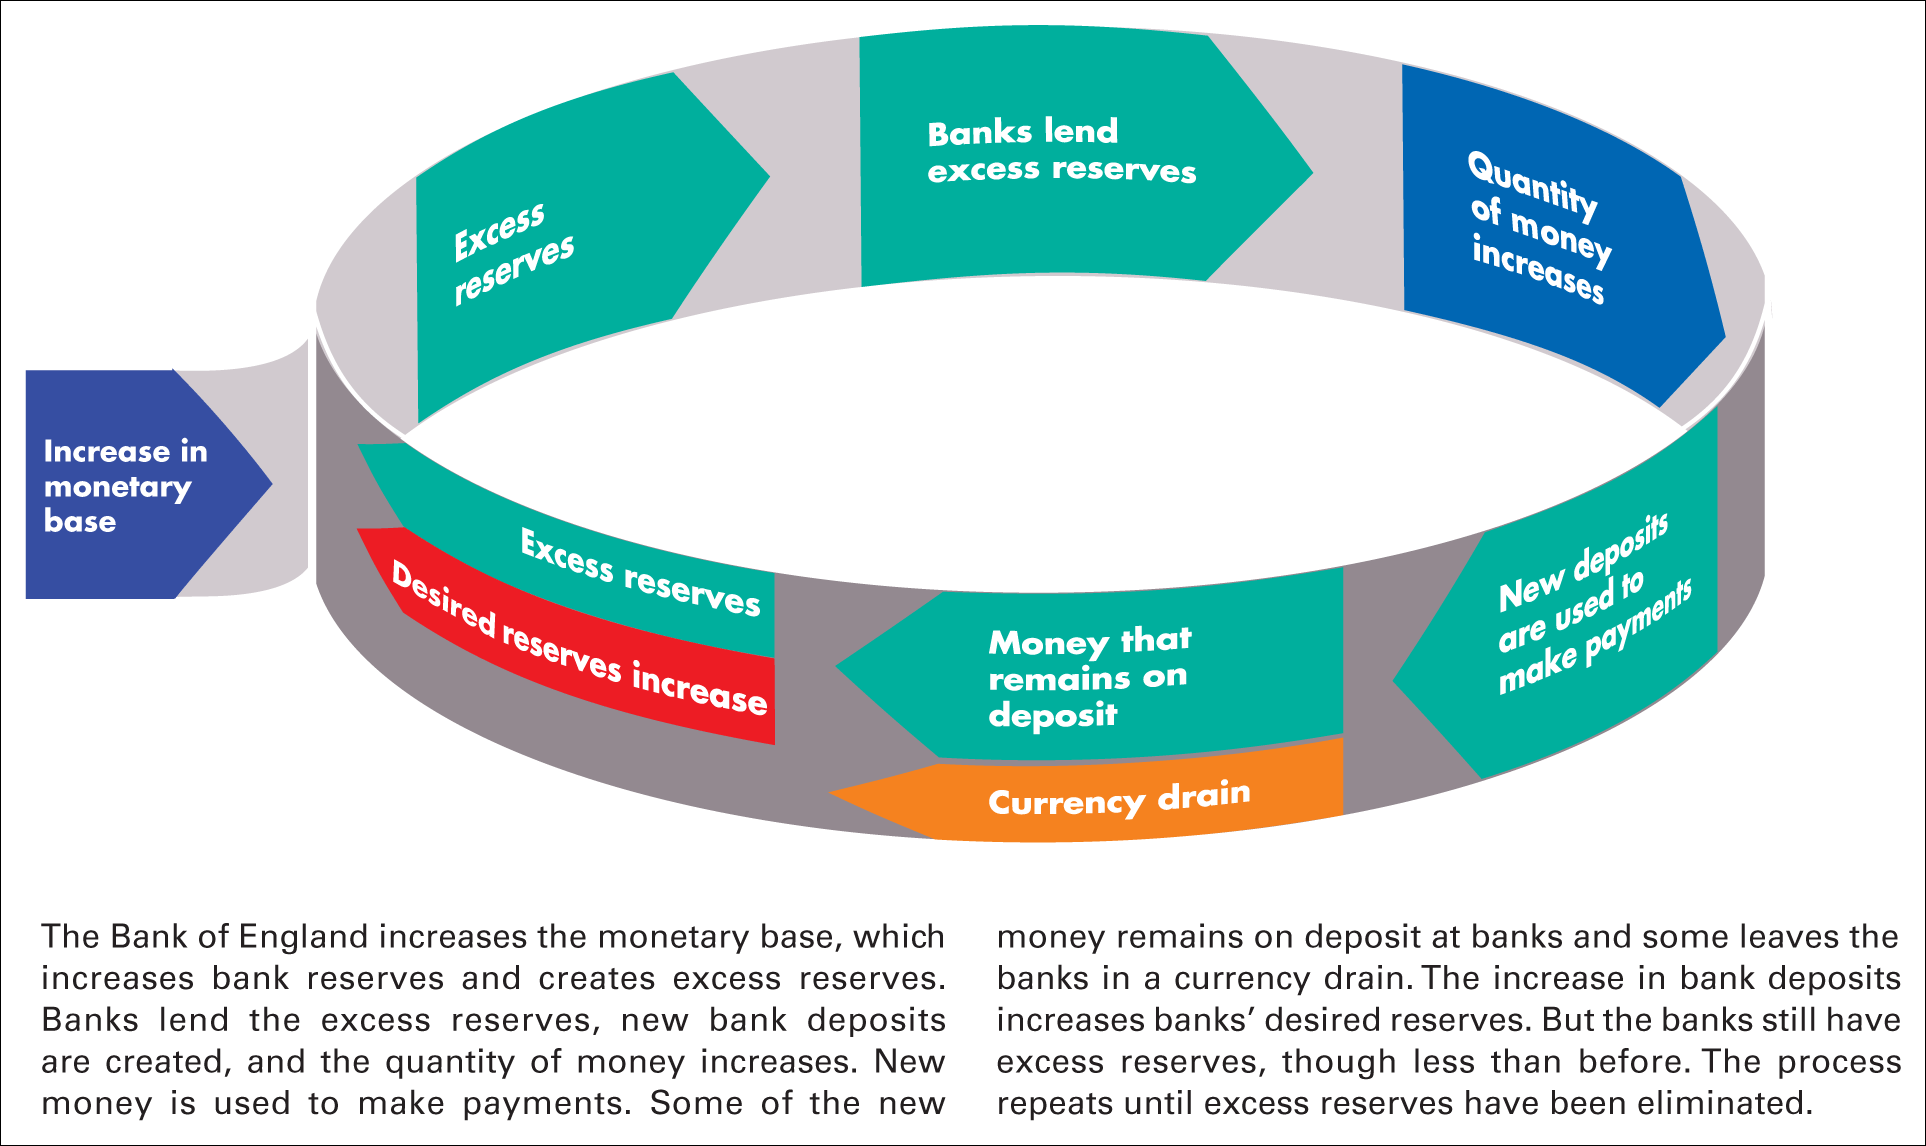 Increase in
monetary
base
Excess
reserves
Banks lend
excess reserves
Quantity
of money
increases
New deposits
are used to
make payments
Money that
remains on
deposit
Currency drain
Excess reserves
Desired reserves increase
The Bank of England increases the monetary base, which
increases bank reserves and creates excess reserves.
Banks lend the excess reserves, new bank deposits
are created, and the quantity of money increases. New
money is used to make payments. Some of the new
money remains on deposit at banks and some leaves the
banks in a currency drain. The increase in bank deposits
increases banks’ desired reserves. But the banks still have
excess reserves, though less than before. The process
repeats until excess reserves have been eliminated.